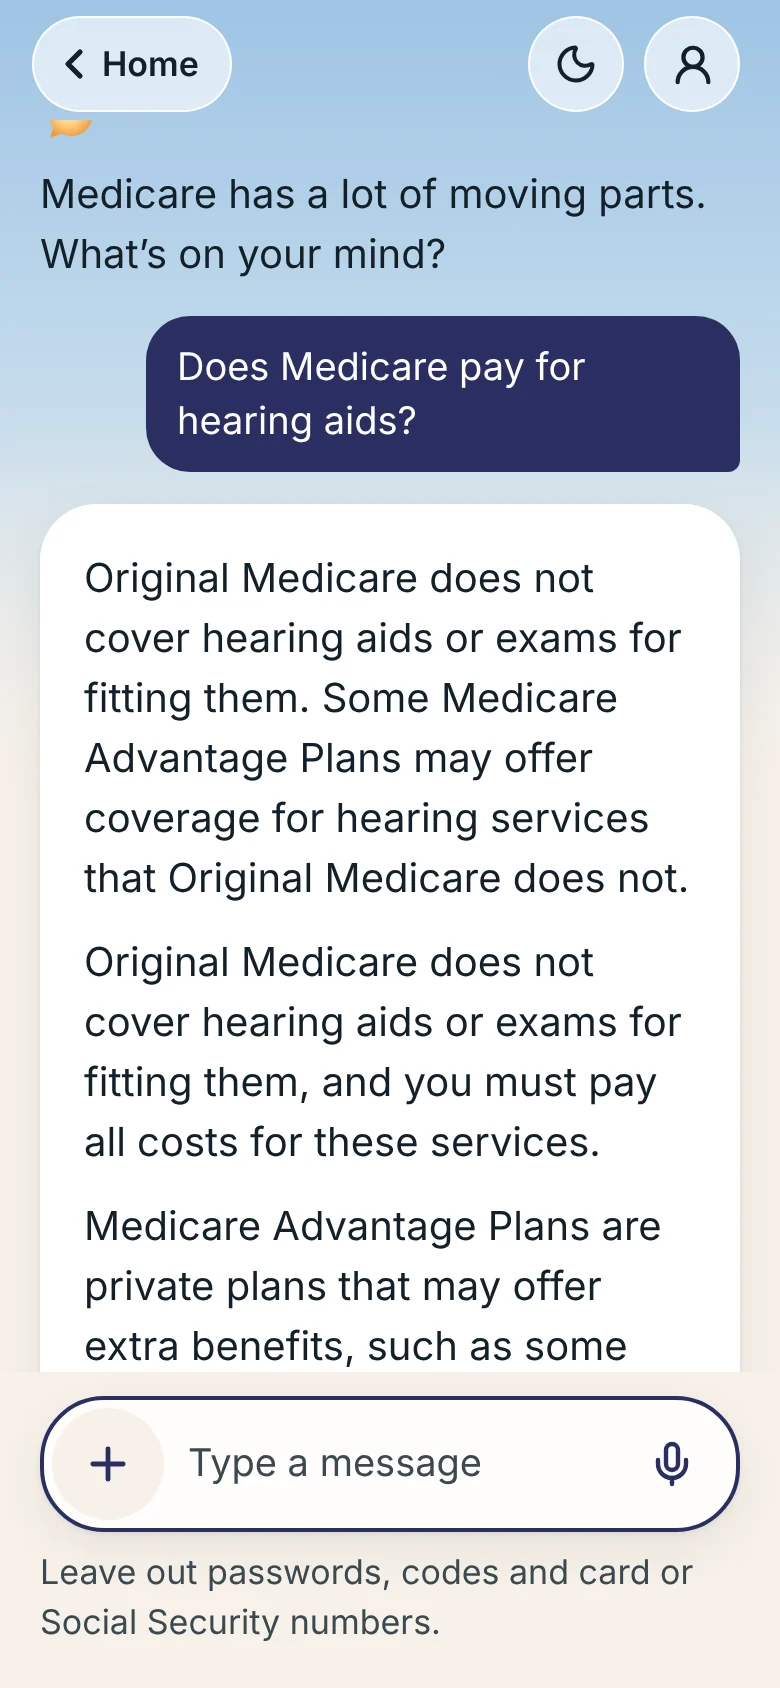 Home
Medicare has a lot of moving parts.
What’s on your mind?
Does Medicare pay for
hearing aids?
Original Medicare does not
cover hearing aids or exams for
fitting them. Some Medicare
Advantage Plans may offer
coverage for hearing services
that Original Medicare does not.
Original Medicare does not
cover hearing aids or exams for
fitting them, and you must pay
all costs for these services.
Medicare Advantage Plans are
private plans that may offer
extra benefits, such as some
Type a message
Leave out passwords, codes and card or
Social Security numbers.